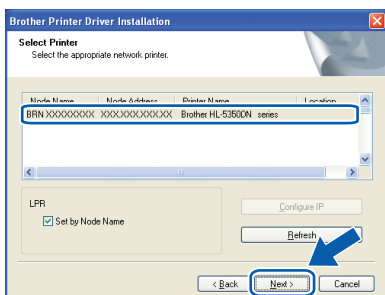 Brother Printer Driver Installation
Select Printer
Select the appropriate network printer.
Node Name Node Address Printer Name Location
BRN XXXXXXXXX XXX.XXX.XXX.XX Brother HL-5350DN series
LPR
Set by Node Name
Configure IP
Refresh
< Back Next > Cancel